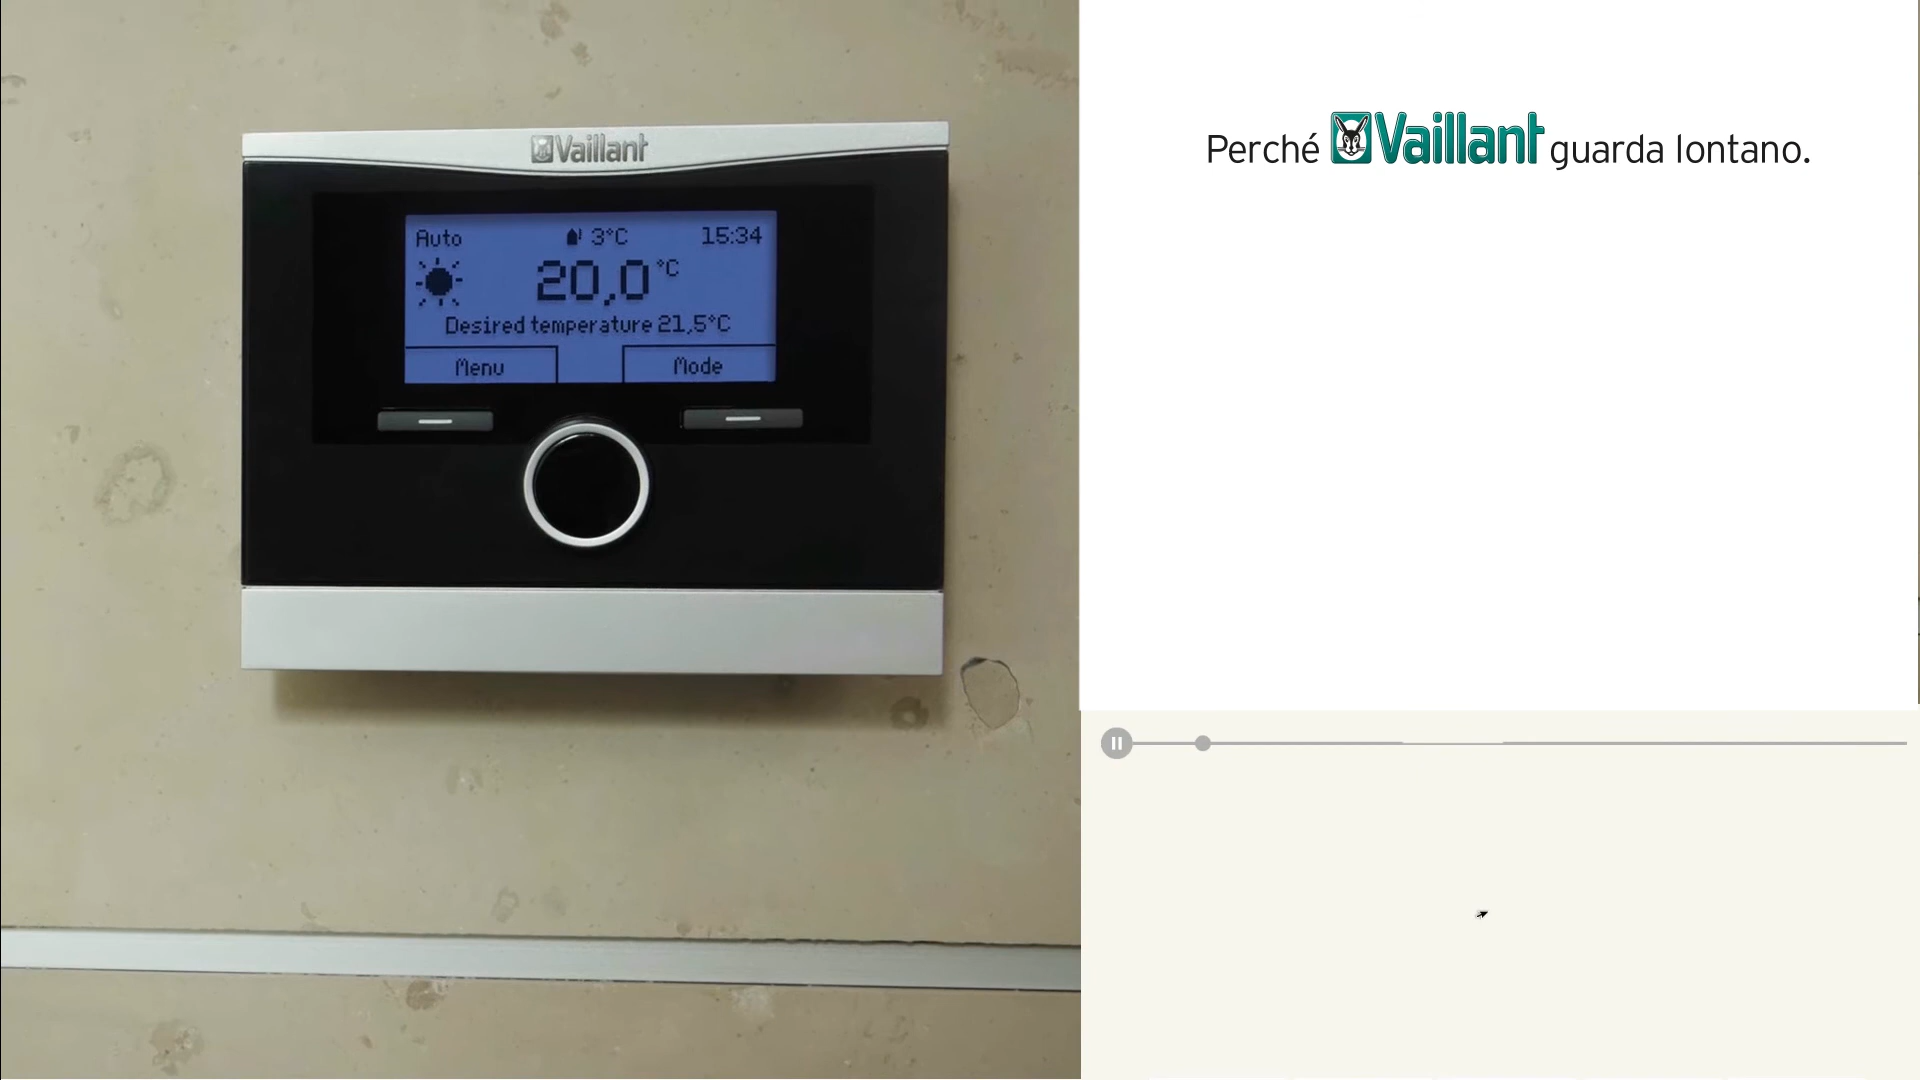 Vaillant
Auto 3°C 15:34
20,0 °C
Desired temperature 21,5°C
Menu Mode
Perché Vaillant guarda lontano.